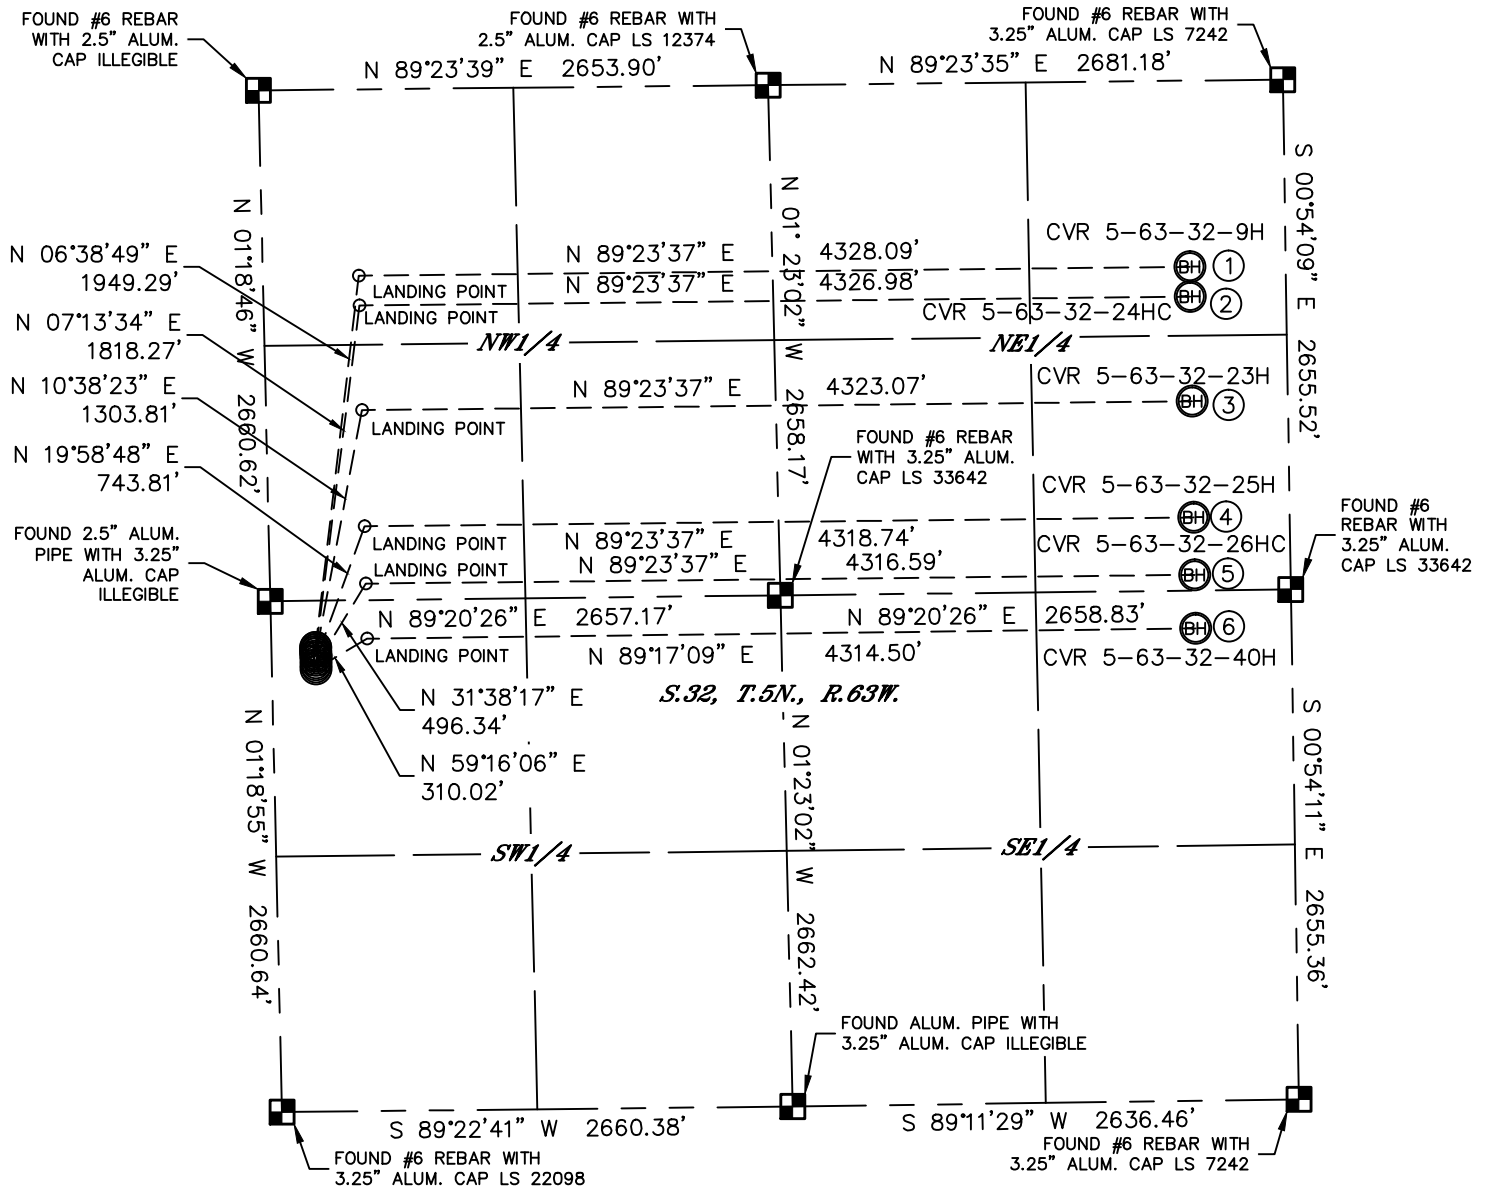 FOUND #6 REBAR
WITH 2.5" ALUM.
CAP ILLEGIBLE
FOUND #6 REBAR WITH
2.5" ALUM. CAP LS 12374
FOUND #6 REBAR WITH
3.25" ALUM. CAP LS 7242
N 89°23'39" E 2653.90'
N 89°23'35" E 2681.18'
N 01°18'46" W 2660.62'
N 01° 23'02" W 2658.17'
S 00°54'09" E 2655.52'
N 06°38'49" E
1949.29'
N 07°13'34" E
1818.27'
N 10°38'23" E
1303.81'
N 19°58'48" E
743.81'
FOUND 2.5" ALUM.
PIPE WITH 3.25"
ALUM. CAP
ILLEGIBLE
CVR 5-63-32-9H
N 89°23'37" E 4328.09'
BH 1
LANDING POINT
N 89°23'37" E 4326.98'
BH 2
LANDING POINT
CVR 5-63-32-24HC
NW1/4
NE1/4
CVR 5-63-32-23H
N 89°23'37" E 4323.07'
BH 3
LANDING POINT
FOUND #6 REBAR
WITH 3.25" ALUM.
CAP LS 33642
CVR 5-63-32-25H
BH 4
FOUND #6
REBAR WITH
3.25" ALUM.
CAP LS 33642
LANDING POINT
N 89°23'37" E 4318.74'
CVR 5-63-32-26HC
LANDING POINT
N 89°23'37" E 4316.59'
BH 5
N 89°20'26" E 2657.17'
N 89°20'26" E 2658.83'
BH 6
LANDING POINT
N 89°17'09" E 4314.50'
CVR 5-63-32-40H
S.32, T.5N., R.63W.
N 31°38'17" E
496.34'
N 59°16'06" E
310.02'
N 01°18'55" W 2660.64'
N 01°23'02" W 2662.42'
S 00°54'11" E 2655.36'
SW1/4
SE1/4
FOUND ALUM. PIPE WITH
3.25" ALUM. CAP ILLEGIBLE
S 89°22'41" W 2660.38'
S 89°11'29" W 2636.46'
FOUND #6 REBAR WITH
3.25" ALUM. CAP LS 7242
FOUND #6 REBAR WITH
3.25" ALUM. CAP LS 22098